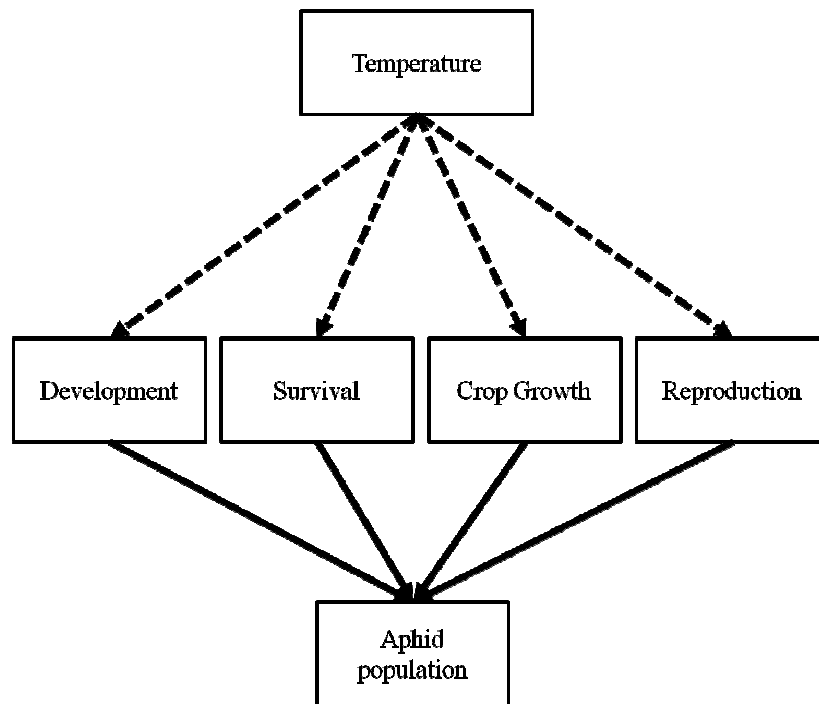 Temperature
Development
Survival
Crop Growth
Reproduction
Aphid
population